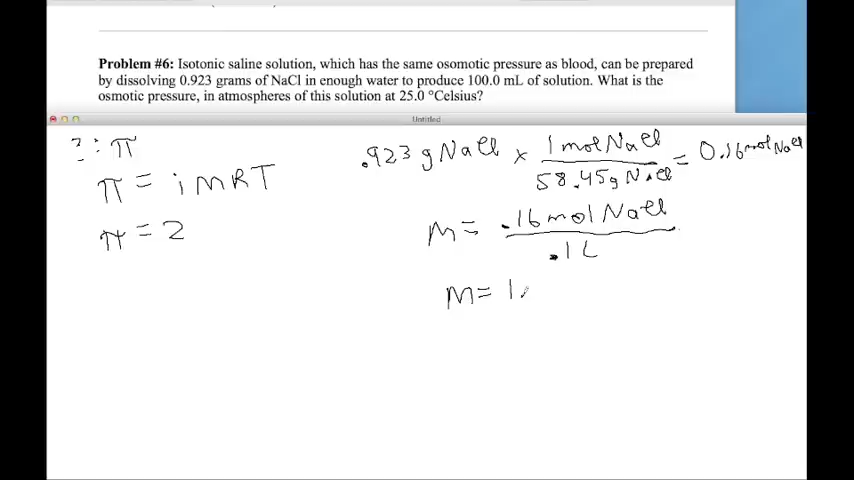 Problem #6: Isotonic saline solution, which has the same osomotic pressure as blood, can be prepared
by dissolving 0.923 grams of NaCl in enough water to produce 100.0 mL of solution. What is the
osmotic pressure, in atmospheres of this solution at 25.0 °Celsius?
Untitled
?: π
π = iMRT
π = 2
.923 g NaCl × 1 mol NaCl / 58.45g NaCl = 0.16 mol NaCl
M = .16 mol NaCl / .1 L
M = 1.